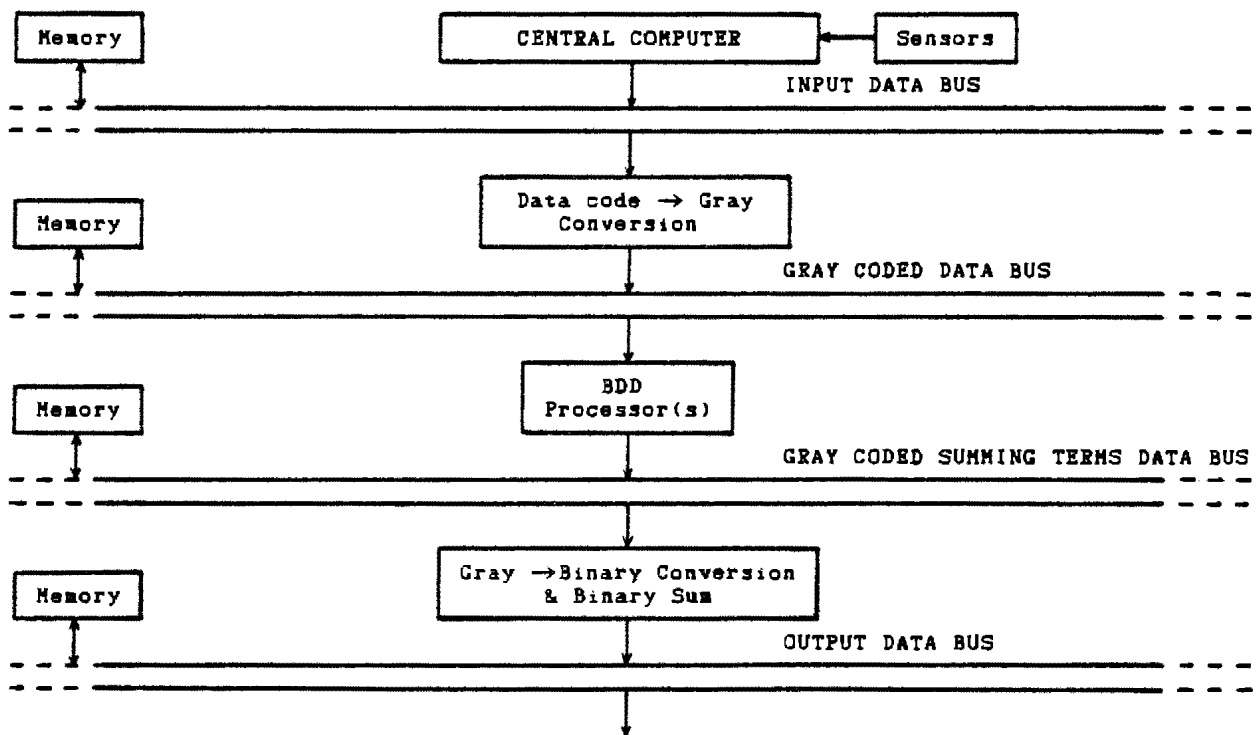 Memory
CENTRAL COMPUTER
Sensors
INPUT DATA BUS
Data code → Gray
Conversion
Memory
GRAY CODED DATA BUS
BDD
Processor(s)
Memory
GRAY CODED SUMMING TERMS DATA BUS
Gray →Binary Conversion
& Binary Sum
Memory
OUTPUT DATA BUS